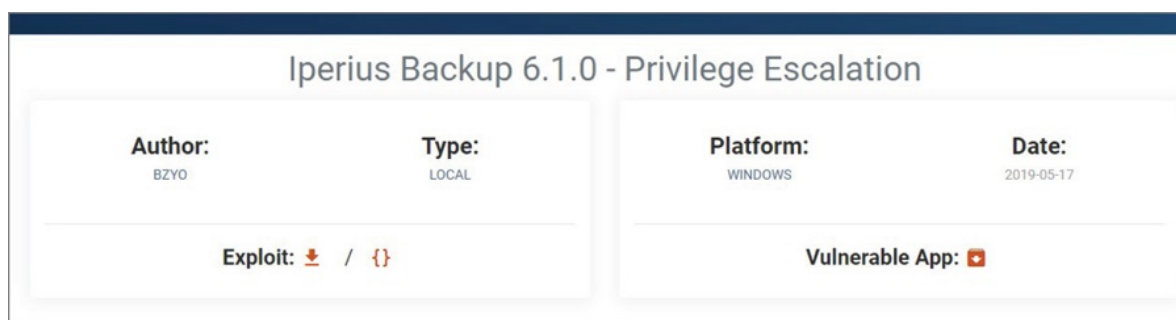 Iperius Backup 6.1.0 - Privilege Escalation
Author: Type: Platform: Date:
BZYO LOCAL WINDOWS 2019-05-17
Exploit: / {} Vulnerable App: